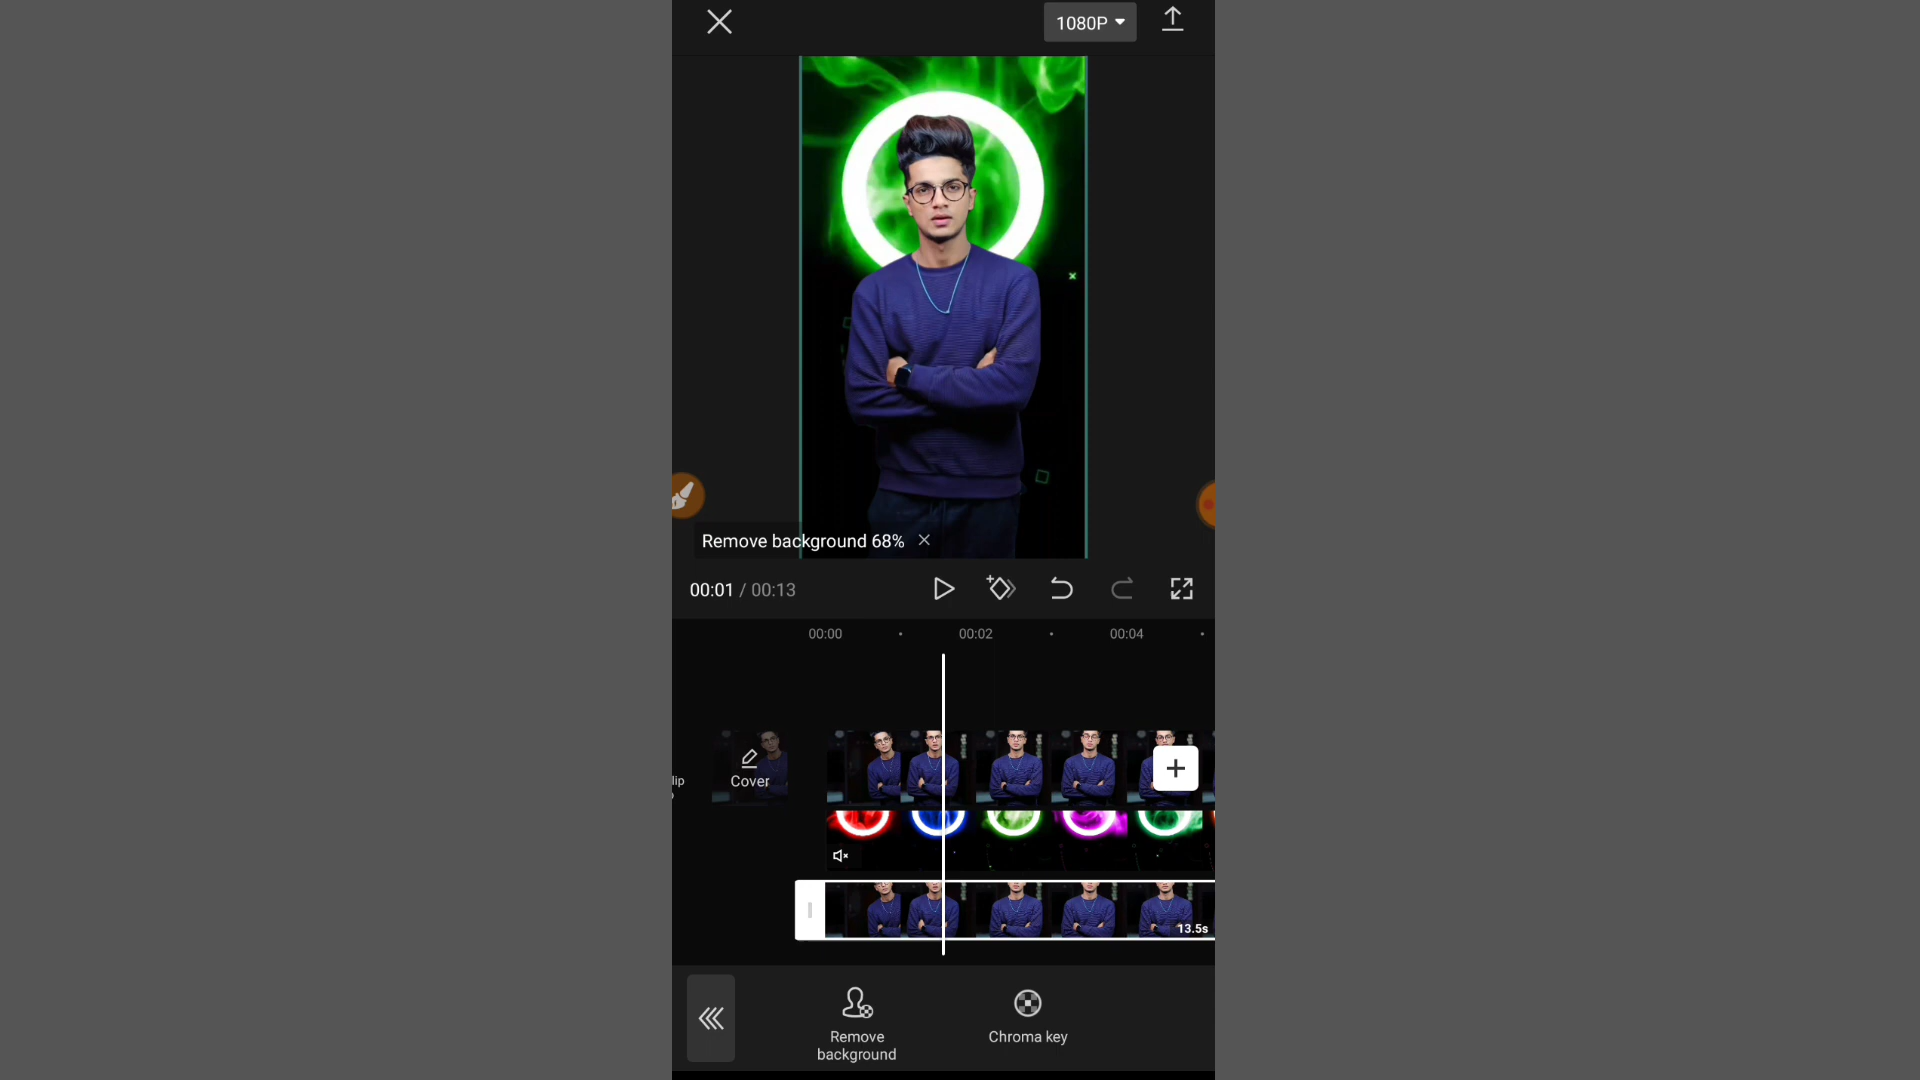 1080P
Remove background 68%
00:01 / 00:13
00:00
00:02
00:04
lip
Cover
13.5s
Remove
background
Chroma key